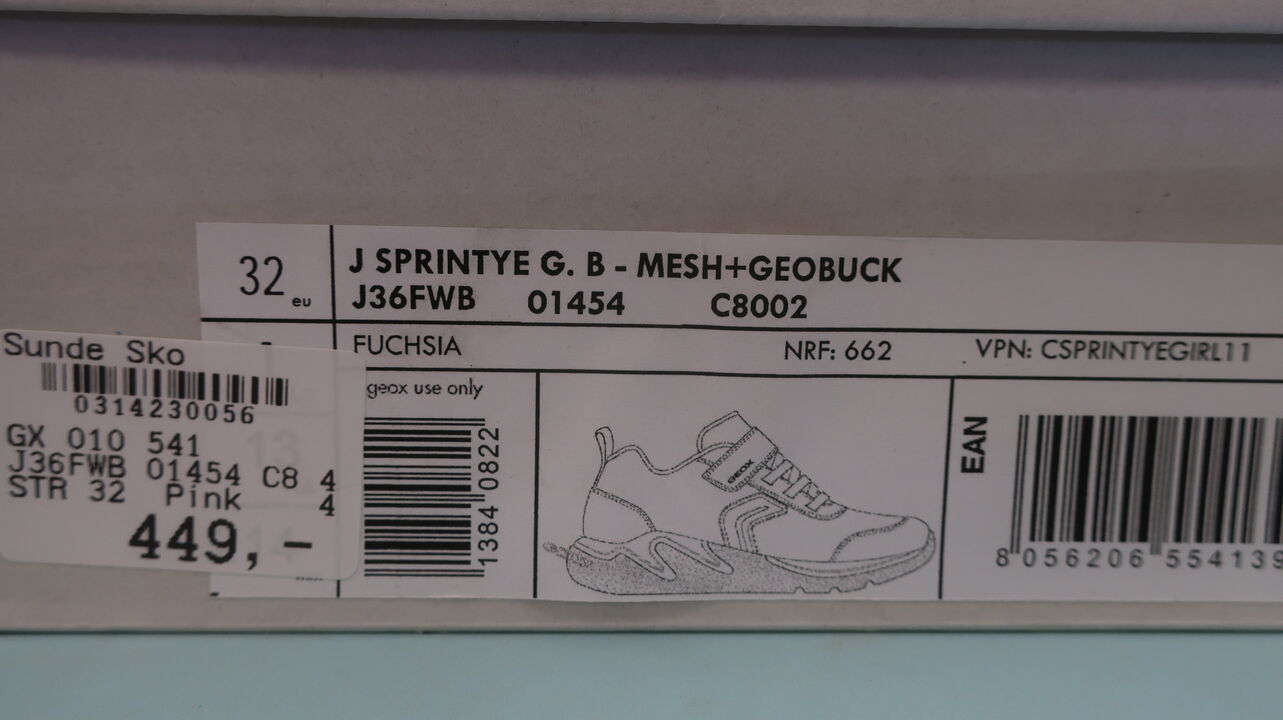 32 eu
J SPRINTYE G. B - MESH+GEOBUCK
J36FWB 01454 C8002
FUCHSIA NRF: 662 VPN: CSPRINTYEGIRL11
Sunde Sko
0314230056
GX 010 541
J36FWB 01454 C8 4
STR 32 Pink 4
449,-
geox use only
1384 0822
GEOX
EAN
8 056206 554139